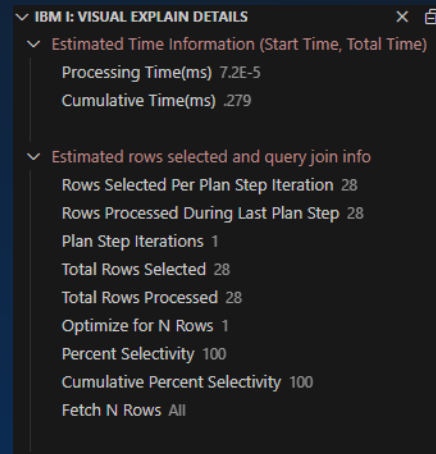 IBM I: VISUAL EXPLAIN DETAILS
Estimated Time Information (Start Time, Total Time)
Processing Time(ms) 7.2E-5
Cumulative Time(ms) .279
Estimated rows selected and query join info
Rows Selected Per Plan Step Iteration 28
Rows Processed During Last Plan Step 28
Plan Step Iterations 1
Total Rows Selected 28
Total Rows Processed 28
Optimize for N Rows 1
Percent Selectivity 100
Cumulative Percent Selectivity 100
Fetch N Rows All